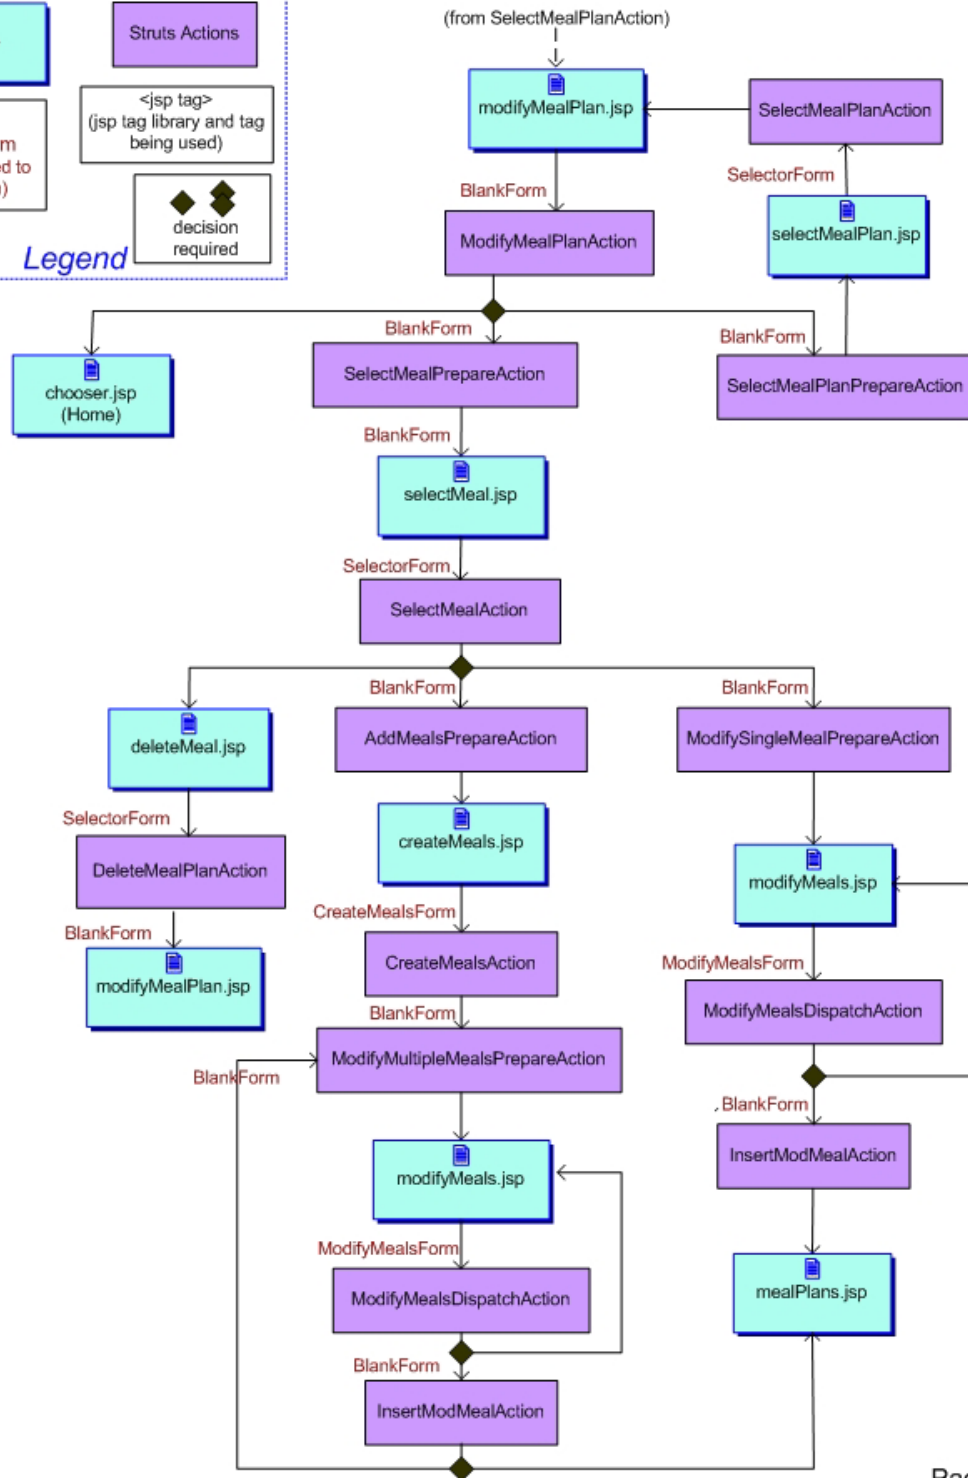 Struts Actions
<jsp tag>
(jsp tag library and tag
being used)
m
ed to
)
decision
required
Legend
(from SelectMealPlanAction)
modifyMealPlan.jsp
SelectMealPlanAction
BlankForm
SelectorForm
ModifyMealPlanAction
selectMealPlan.jsp
BlankForm
BlankForm
chooser.jsp
(Home)
SelectMealPrepareAction
SelectMealPlanPrepareAction
BlankForm
selectMeal.jsp
SelectorForm
SelectMealAction
BlankForm
BlankForm
deleteMeal.jsp
AddMealsPrepareAction
ModifySingleMealPrepareAction
SelectorForm
createMeals.jsp
DeleteMealPlanAction
modifyMeals.jsp
CreateMealsForm
BlankForm
CreateMealsAction
ModifyMealsForm
modifyMealPlan.jsp
BlankForm
ModifyMealsDispatchAction
ModifyMultipleMealsPrepareAction
BlankForm
BlankForm
modifyMeals.jsp
InsertModMealAction
ModifyMealsForm
ModifyMealsDispatchAction
mealPlans.jsp
BlankForm
InsertModMealAction